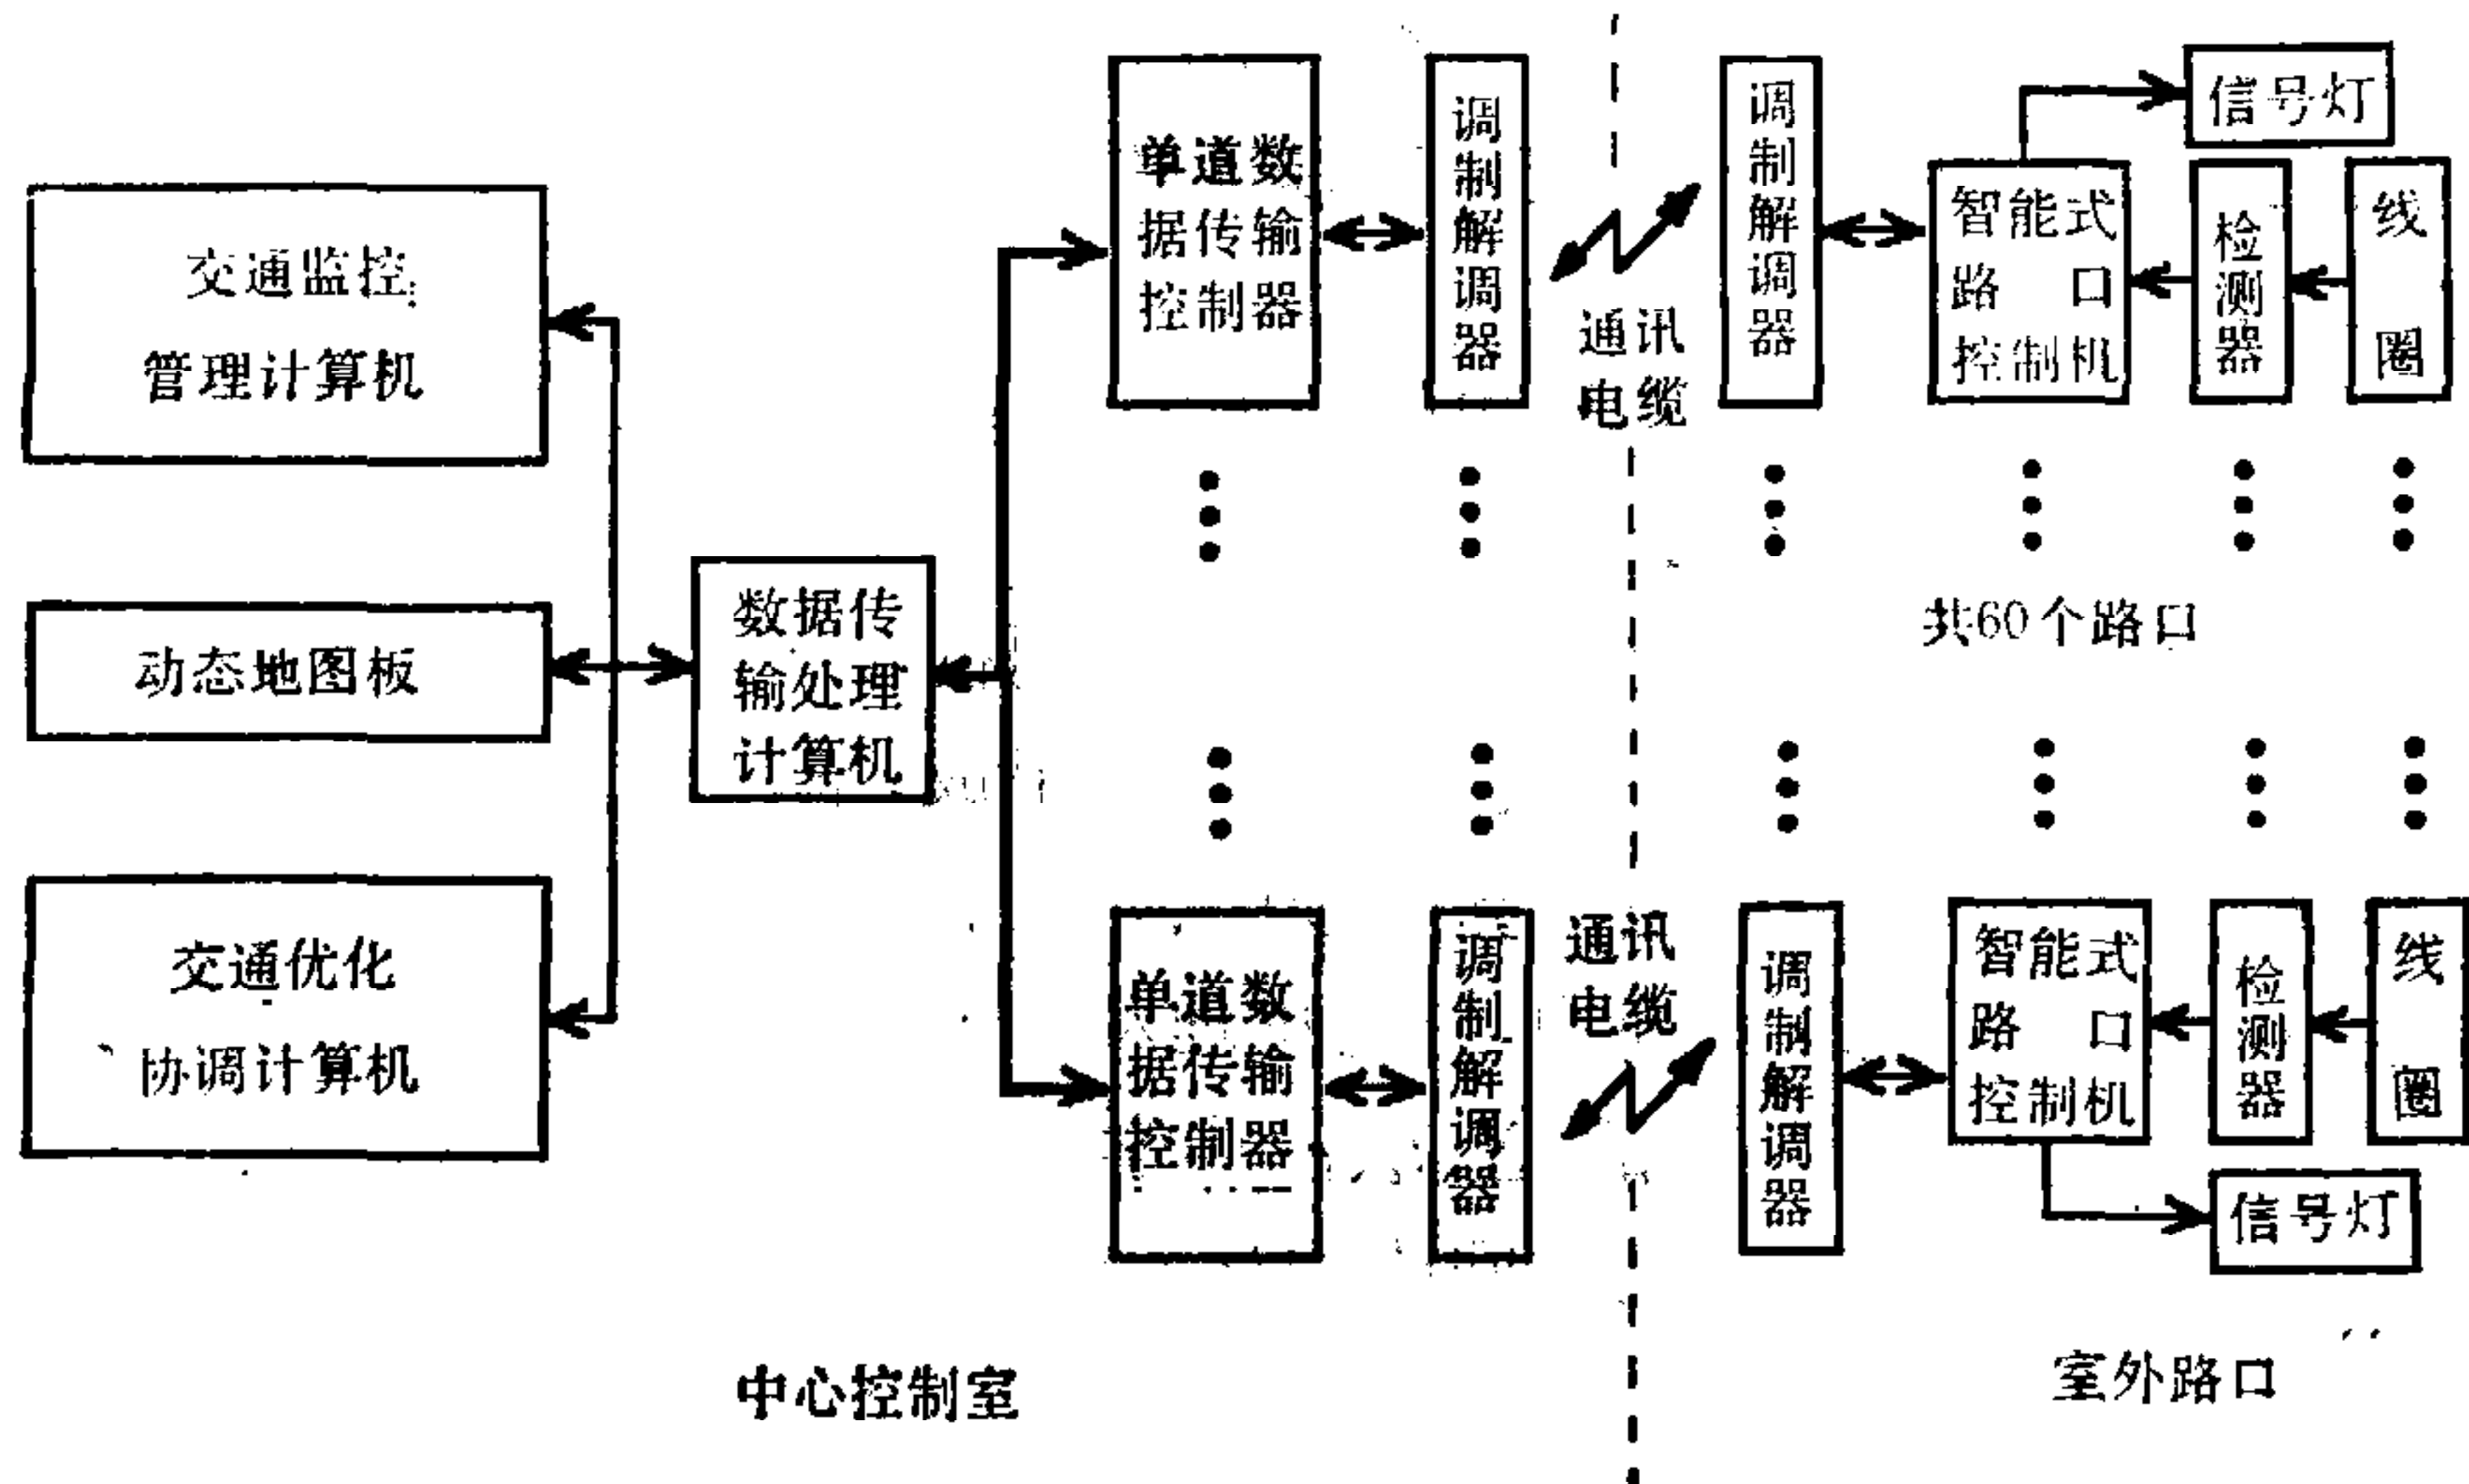 交通监控
管理计算机
动态地图板
交通优化
协调计算机
数据传
输处理
计算机
单道数
据传输
控制器
调制解调器
通讯
电缆
调制解调器
信号灯
智能式
路口
控制机
检测器
线圈
共60个路口
单道数
据传输
控制器
调制解调器
通讯
电缆
调制解调器
智能式
路口
控制机
检测器
线圈
信号灯
中心控制室
室外路口